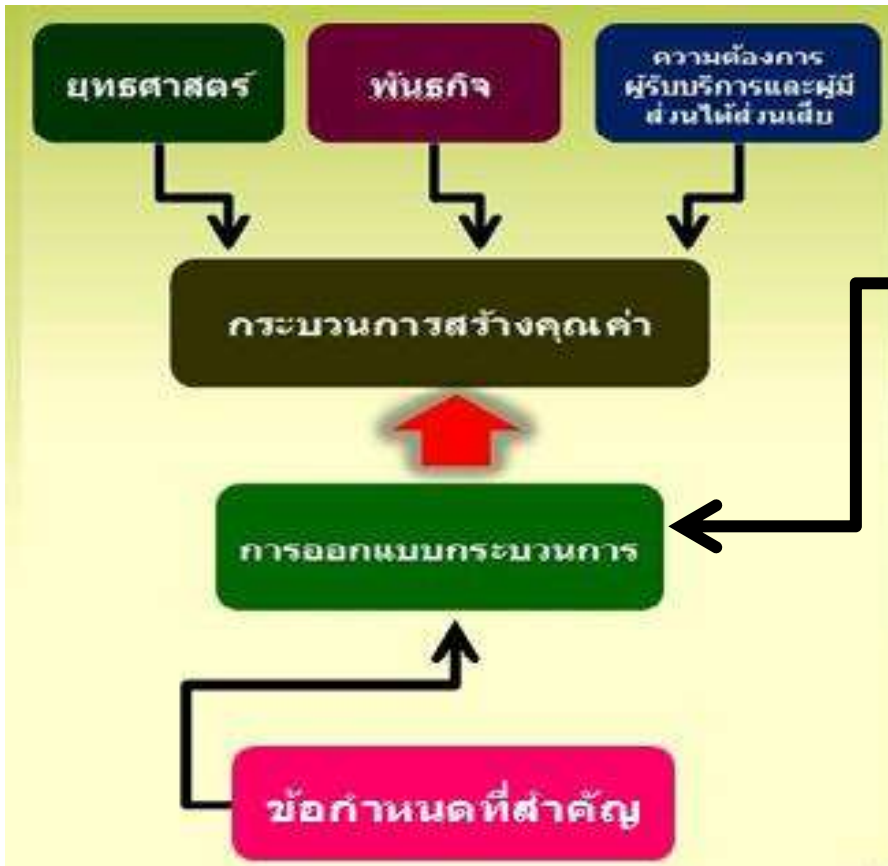 ยุทธศาสตร์
พันธกิจ
ความต้องการ
ผู้รับบริการและผู้มี
ส่วนได้ส่วนเสีย
กระบวนการสร้างคุณค่า
การออกแบบกระบวนการ
ข้อกำหนดที่สำคัญ